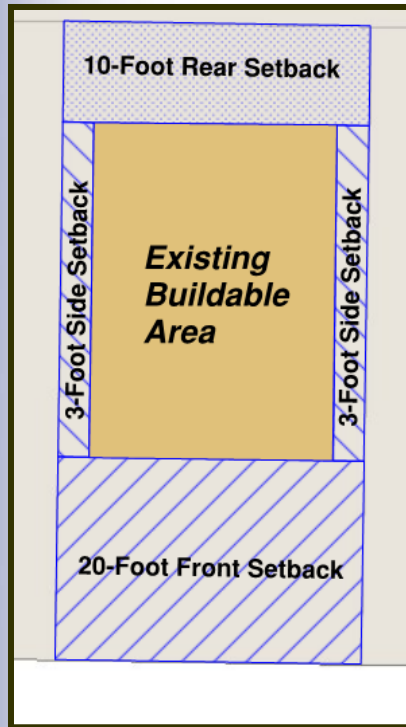 10-Foot Rear Setback
3-Foot Side Setback
Existing
Buildable
Area
3-Foot Side Setback
20-Foot Front Setback